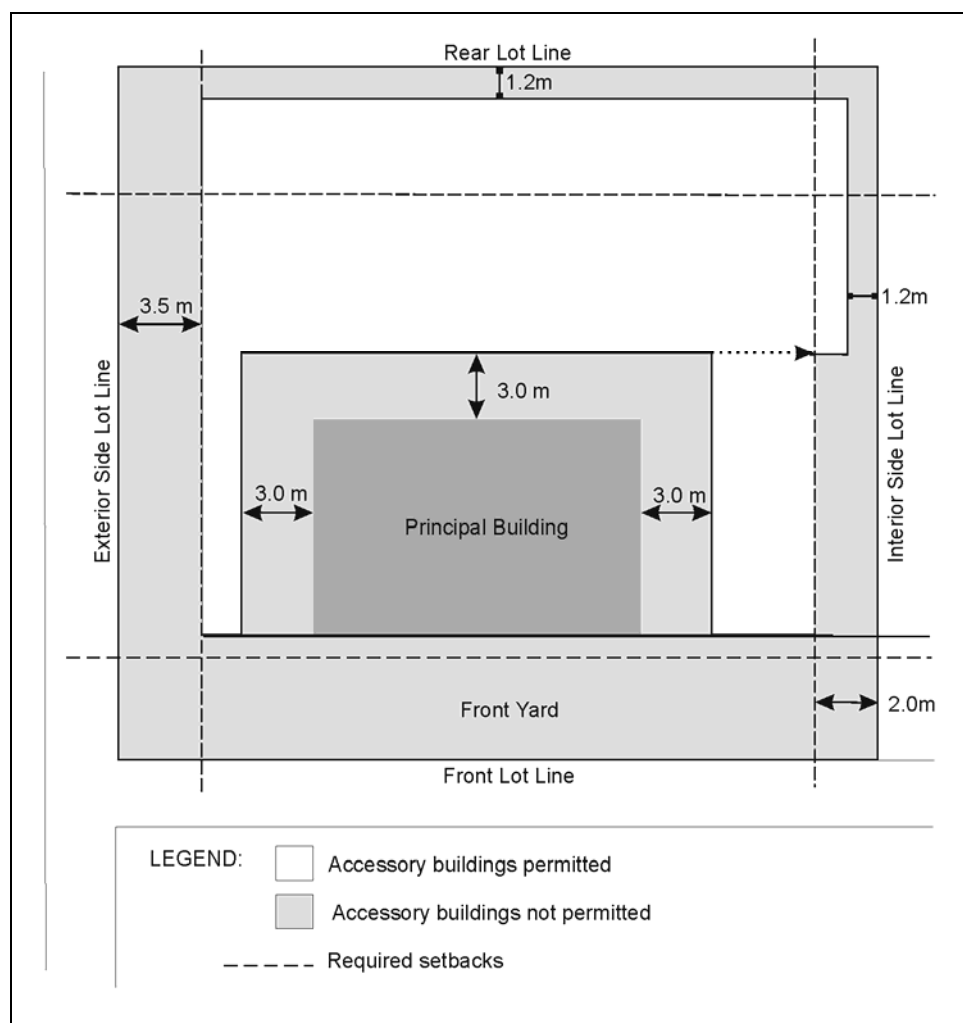 Rear Lot Line
1.2m
3.5 m
1.2m
3.0 m
Exterior Side Lot Line
Interior Side Lot Line
3.0 m
3.0 m
Principal Building
Front Yard
2.0m
Front Lot Line
LEGEND:
Accessory buildings permitted
Accessory buildings not permitted
Required setbacks